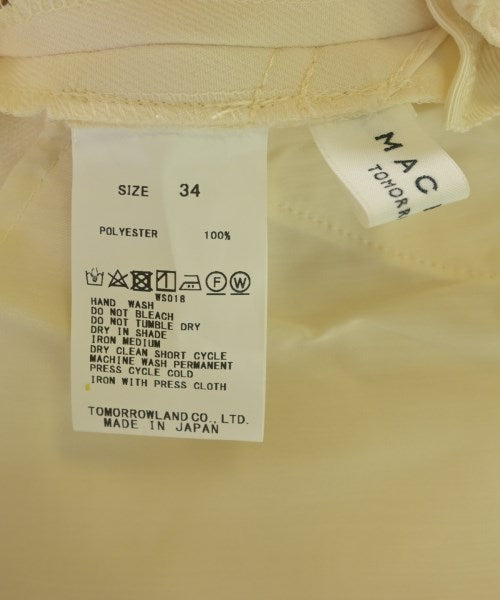 SIZE 34
POLYESTER 100%
WS018
HAND WASH
DO NOT BLEACH
DO NOT TUMBLE DRY
DRY IN SHADE
IRON MEDIUM
DRY CLEAN SHORT CYCLE
MACHINE WASH PERMANENT
PRESS CYCLE COLD
IRON WITH PRESS CLOTH
TOMORROWLAND CO., LTD.
MADE IN JAPAN
MAC
TOMORR